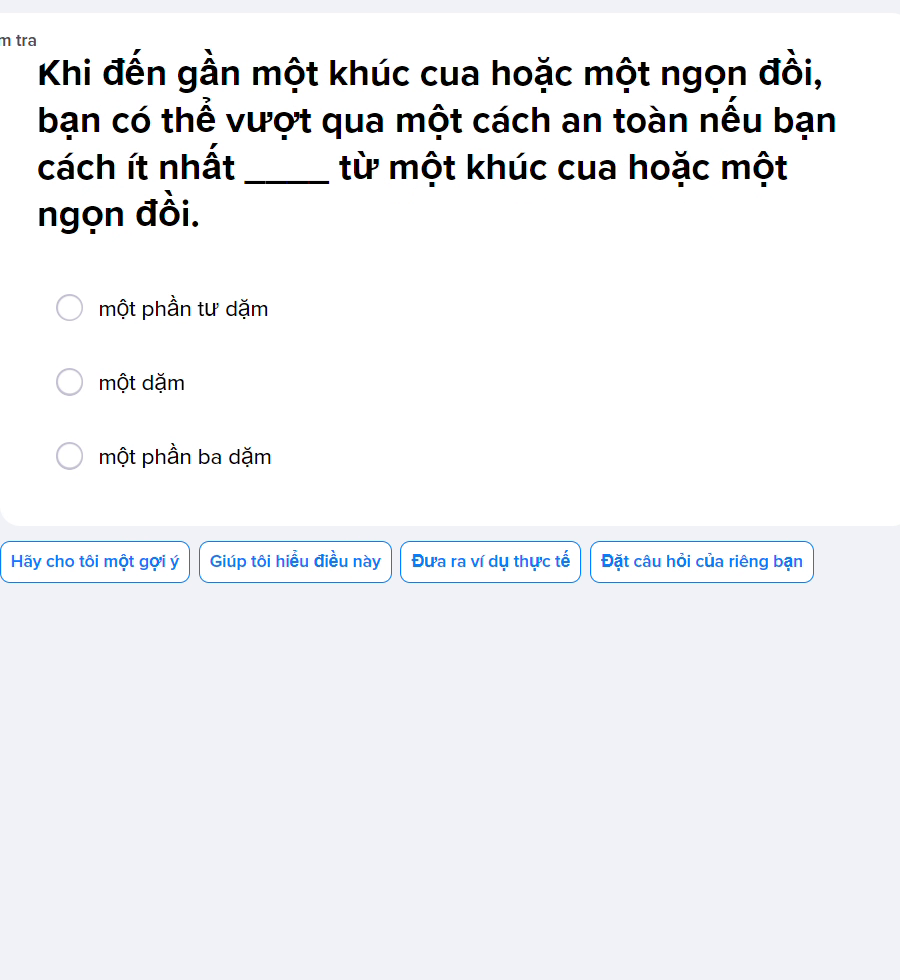 m tra
Khi đến gần một khúc cua hoặc một ngọn đồi,
bạn có thể vượt qua một cách an toàn nếu bạn
cách ít nhất _____ từ một khúc cua hoặc một
ngọn đồi.
một phần tư dặm
một dặm
một phần ba dặm
Hãy cho tôi một gợi ý
Giúp tôi hiểu điều này
Đưa ra ví dụ thực tế
Đặt câu hỏi của riêng bạn